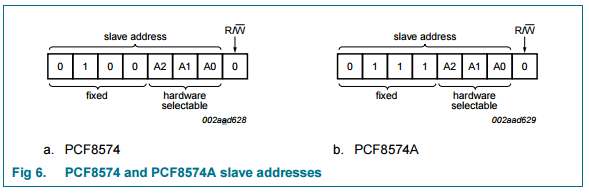 slave address
R/W̅
0 1 0 0 A2 A1 A0 0
fixed
hardware
selectable
002aad628
a. PCF8574
slave address
R/W̅
0 1 1 1 A2 A1 A0 0
fixed
hardware
selectable
002aad629
b. PCF8574A
Fig 6. PCF8574 and PCF8574A slave addresses